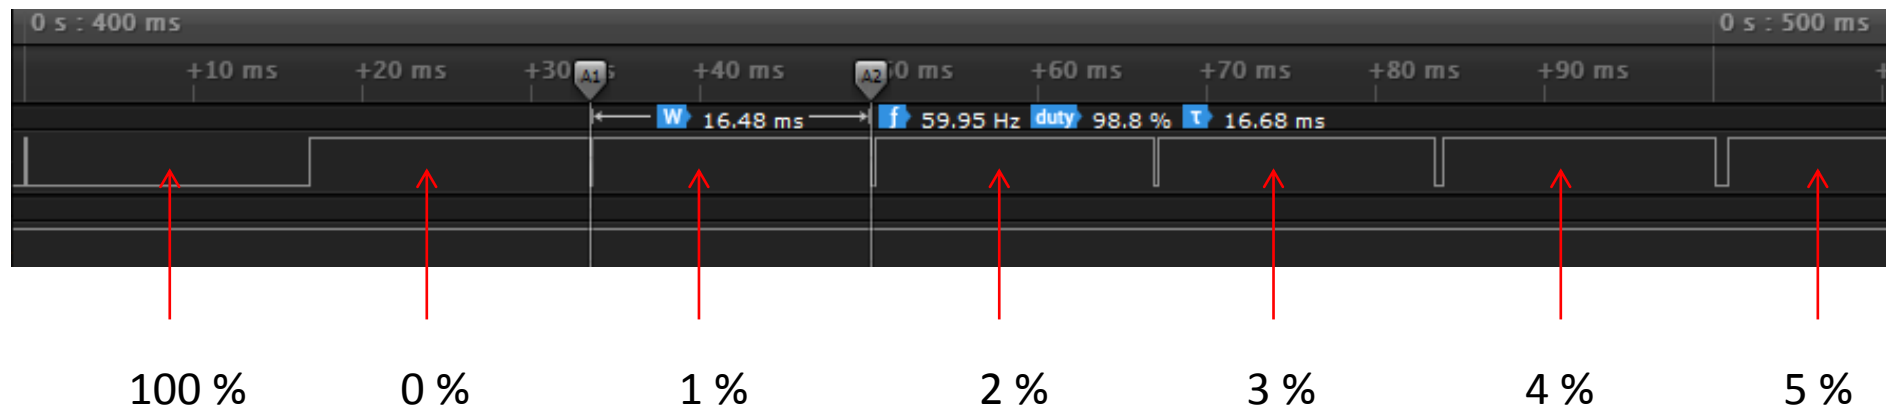 0 s : 400 ms 0 s : 500 ms
+10 ms +20 ms +30 A1 s +40 ms A2 0 ms +60 ms +70 ms +80 ms +90 ms +
W 16.48 ms f 59.95 Hz duty 98.8 % τ 16.68 ms
100 % 0 % 1 % 2 % 3 % 4 % 5 %